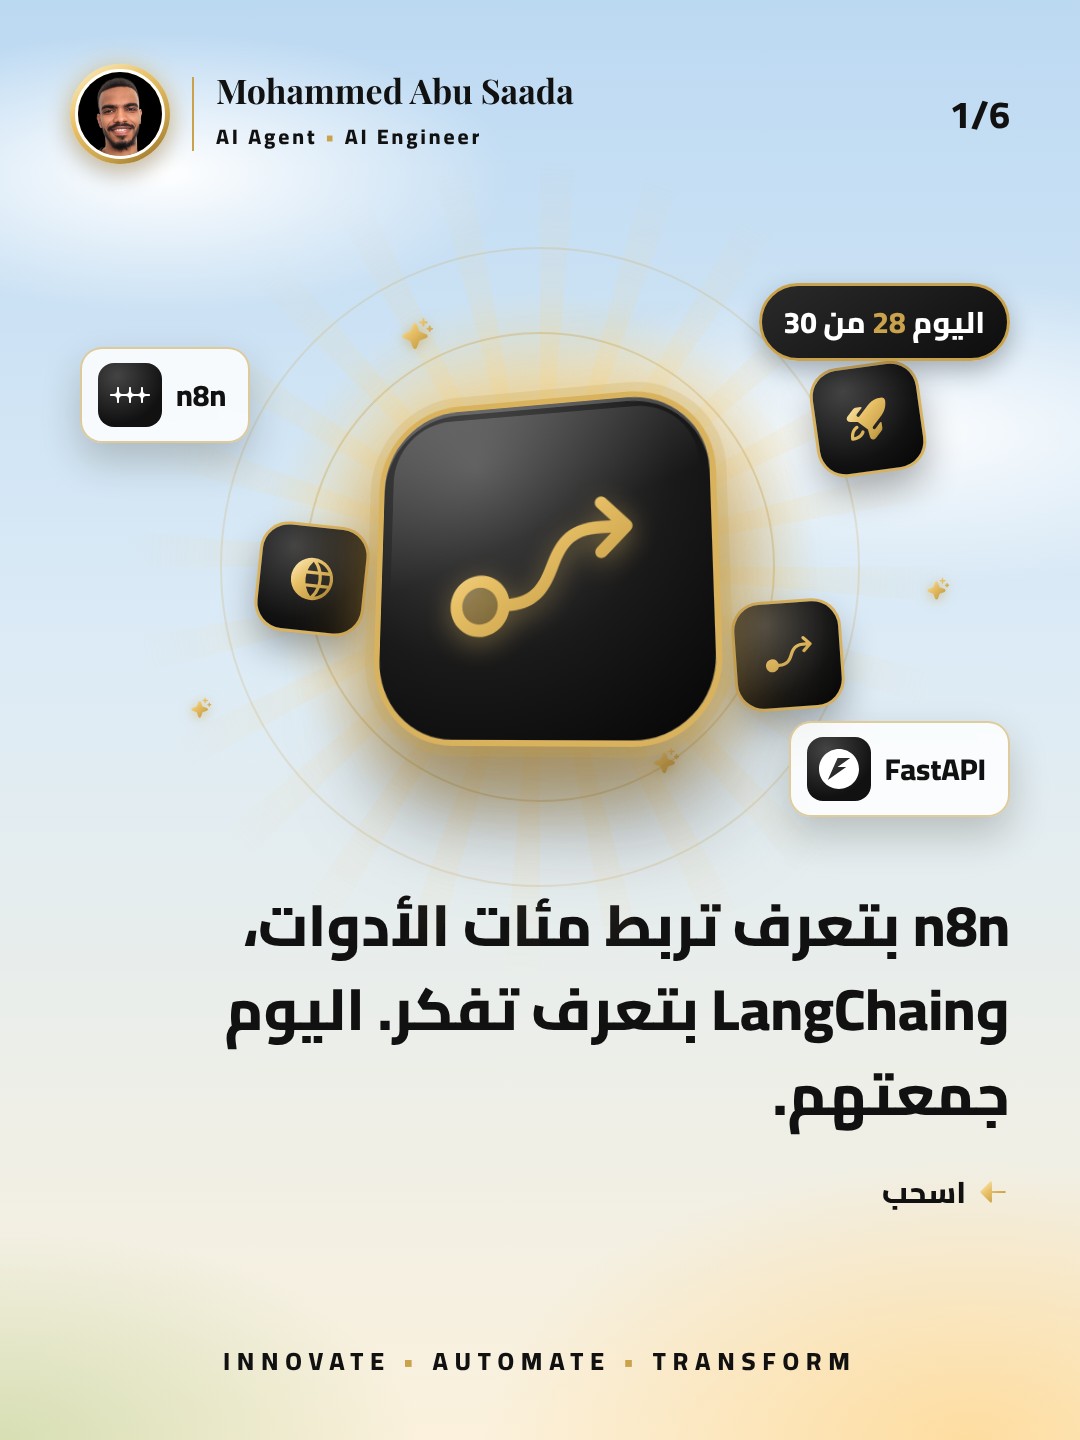 Mohammed Abu Saada
AI Agent ▪ AI Engineer
1/6
اليوم 28 من 30
n8n
FastAPI
n8n بتعرف تربط مئات الأدوات،
وLangChain بتعرف تفكر. اليوم
جمعتهم.
اسحب
INNOVATE ▪ AUTOMATE ▪ TRANSFORM